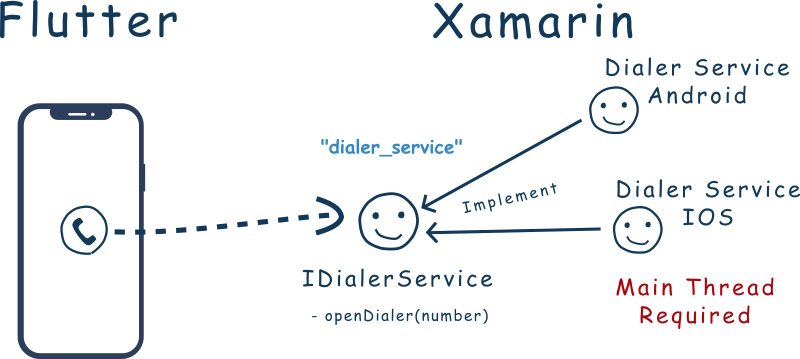 Flutter
Xamarin
Dialer Service
Android
"dialer_service"
Implement
Dialer Service
IOS
IDialerService
- openDialer(number)
Main Thread
Required